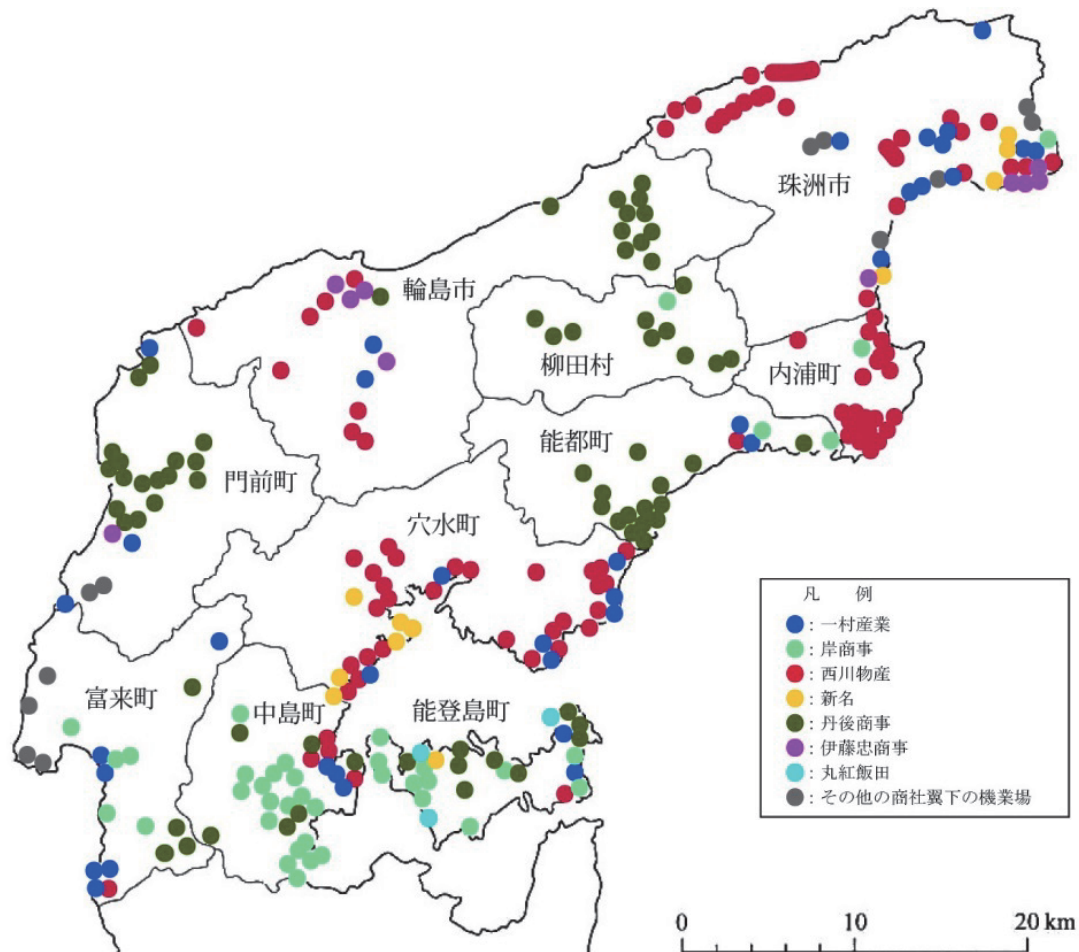 珠洲市
輪島市
柳田村
内浦町
能都町
門前町
穴水町
富来町
中島町
能登島町
凡 例
：一村産業
：岸商事
：西川物産
：新名
：丹後商事
：伊藤忠商事
：丸紅飯田
：その他の商社翼下の機業場
0 10 20 km